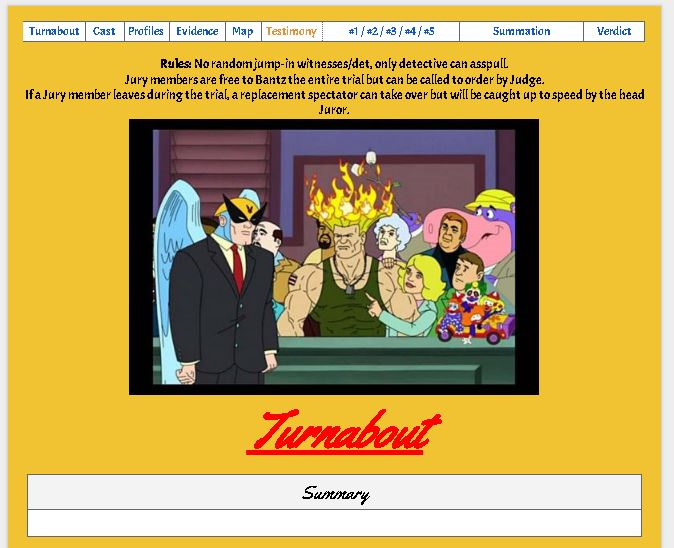 Turnabout Cast Profiles Evidence Map Testimony #1 / #2 / #3 / #4 / #5 Summation Verdict
Rules: No random jump-in witnesses/det, only detective can asspull.
Jury members are free to Bantz the entire trial but can be called to order by Judge.
If a Jury member leaves during the trial, a replacement spectator can take over but will be caught up to speed by the head
Juror.
Turnabout
Summary